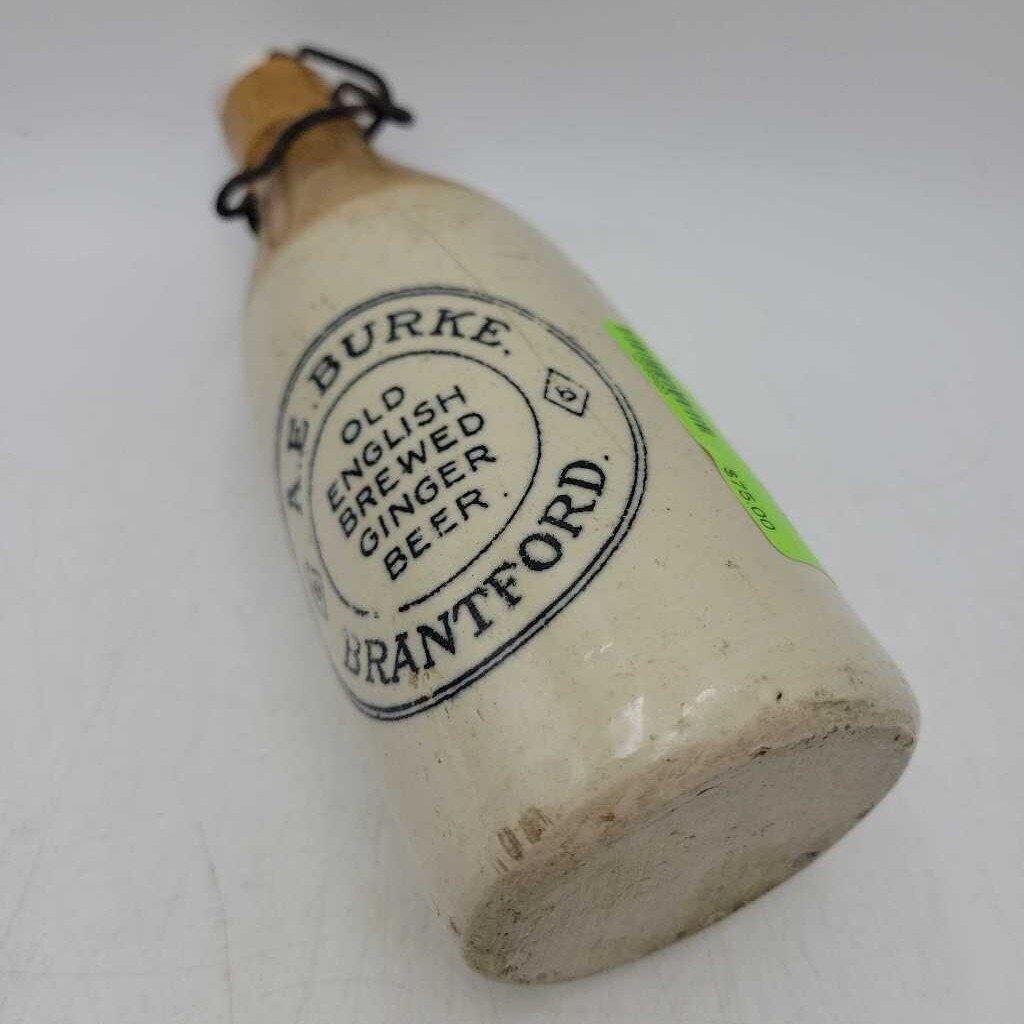 A.E. BURKE.
OLD
ENGLISH
BREWED
GINGER
BEER.
BRANTFORD.
$75.00